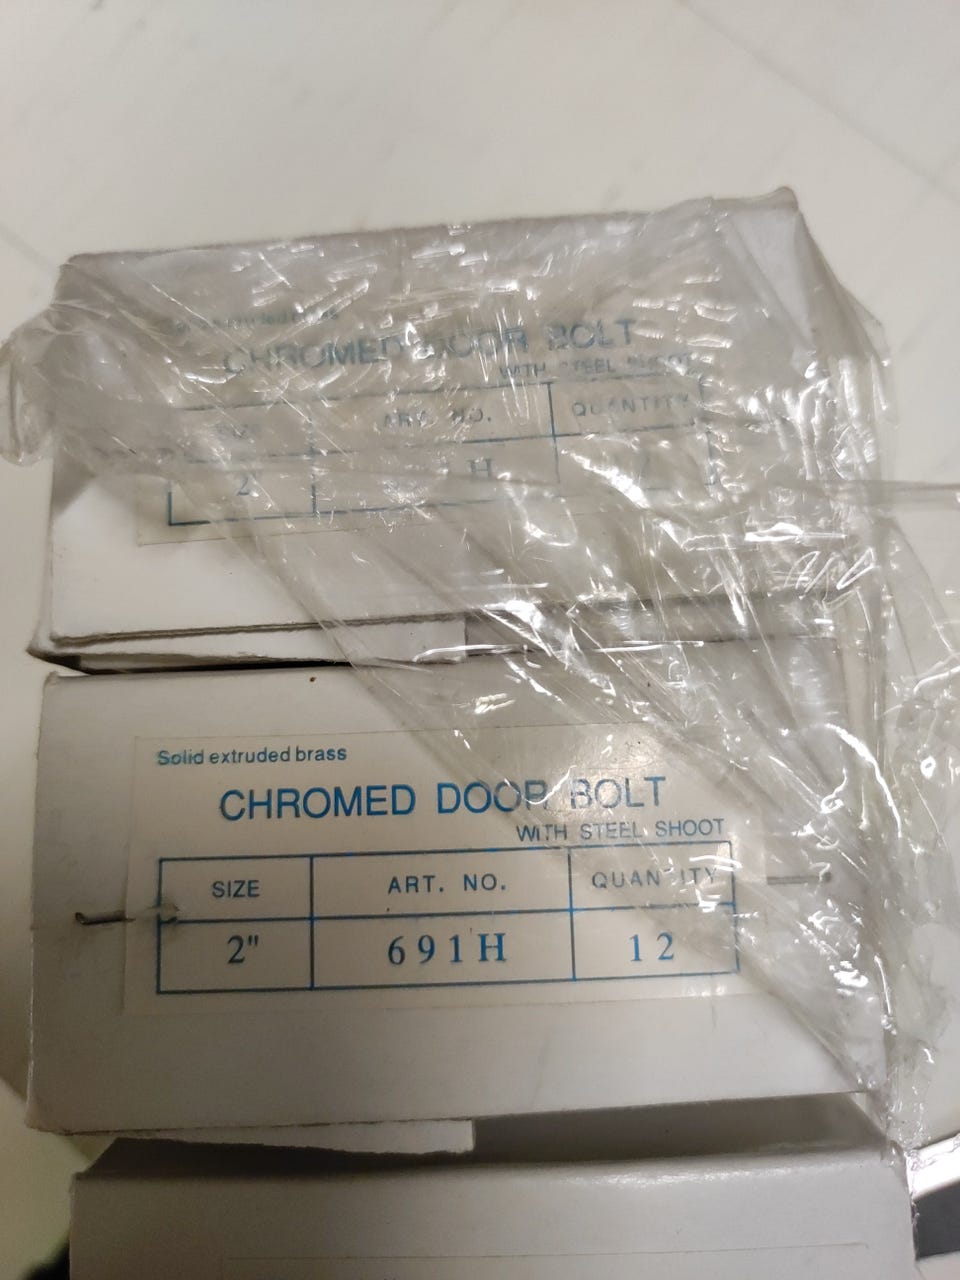 CHROMED DOOR BOLT
WITH STEEL SHOOT
SIZE ART. NO. QUANTITY
2" H
Solid extruded brass
CHROMED DOOR BOLT
WITH STEEL SHOOT
SIZE ART. NO. QUANTITY
2" 691H 12